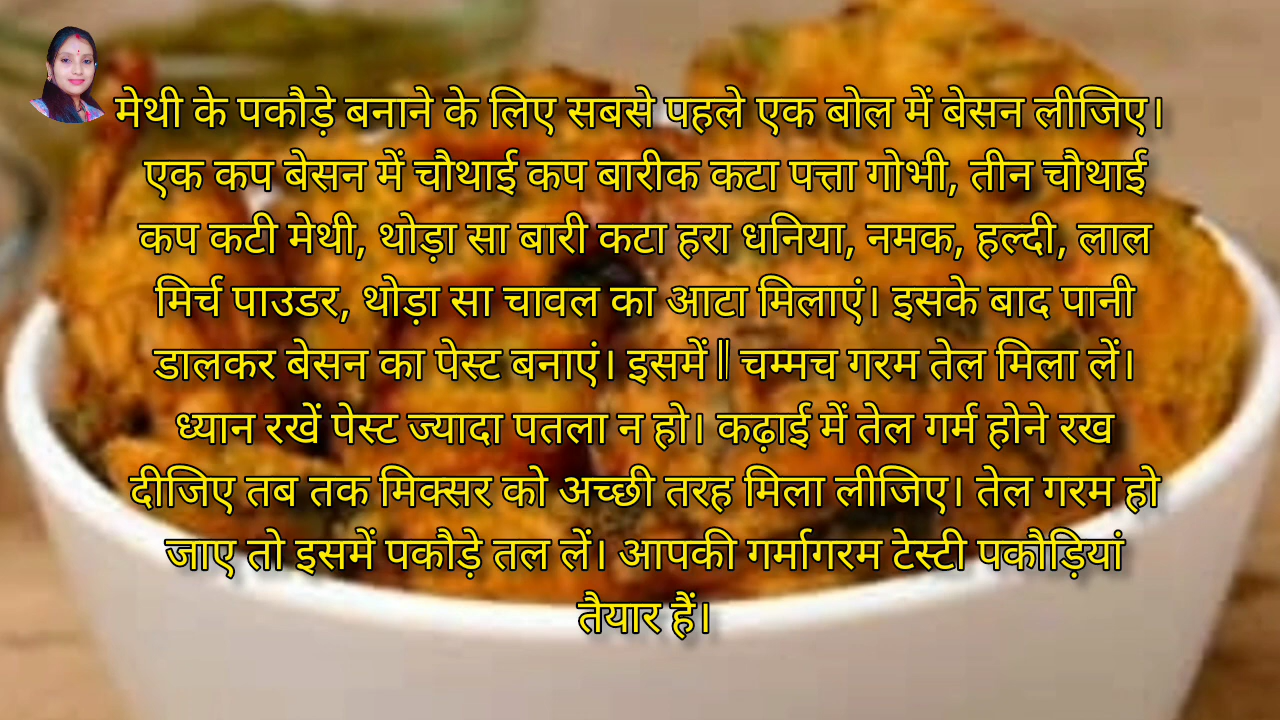 मेथी के पकौड़े बनाने के लिए सबसे पहले एक बोल में बेसन लीजिए।
एक कप बेसन में चौथाई कप बारीक कटा पत्ता गोभी, तीन चौथाई
कप कटी मेथी, थोड़ा सा बारी कटा हरा धनिया, नमक, हल्दी, लाल
मिर्च पाउडर, थोड़ा सा चावल का आटा मिलाएं। इसके बाद पानी
डालकर बेसन का पेस्ट बनाएं। इसमें चम्मच गरम तेल मिला लें।
ध्यान रखें पेस्ट ज्यादा पतला न हो। कढ़ाई में तेल गर्म होने रख
दीजिए तब तक मिक्सर को अच्छी तरह मिला लीजिए। तेल गरम हो
जाए तो इसमें पकौड़े तल लें। आपकी गर्मागरम टेस्टी पकौड़ियां
तैयार हैं।